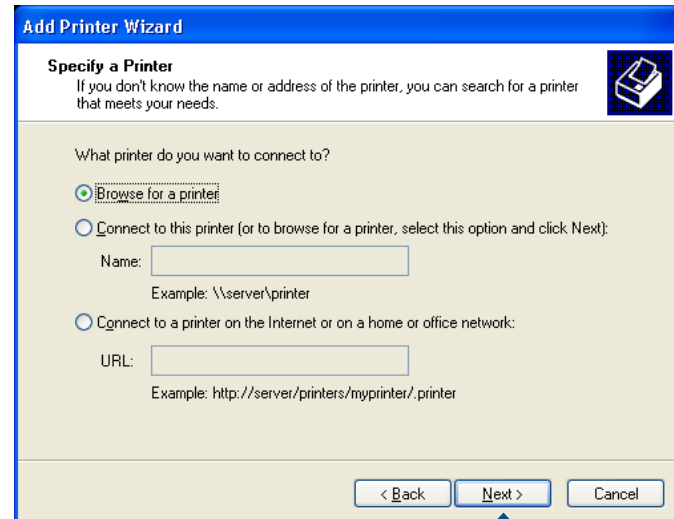 Add Printer Wizard
Specify a Printer
If you don't know the name or address of the printer, you can search for a printer
that meets your needs.
What printer do you want to connect to?
Browse for a printer
Connect to this printer (or to browse for a printer, select this option and click Next):
Name:
Example: \\server\printer
Connect to a printer on the Internet or on a home or office network:
URL:
Example: http://server/printers/myprinter/.printer
< Back Next > Cancel